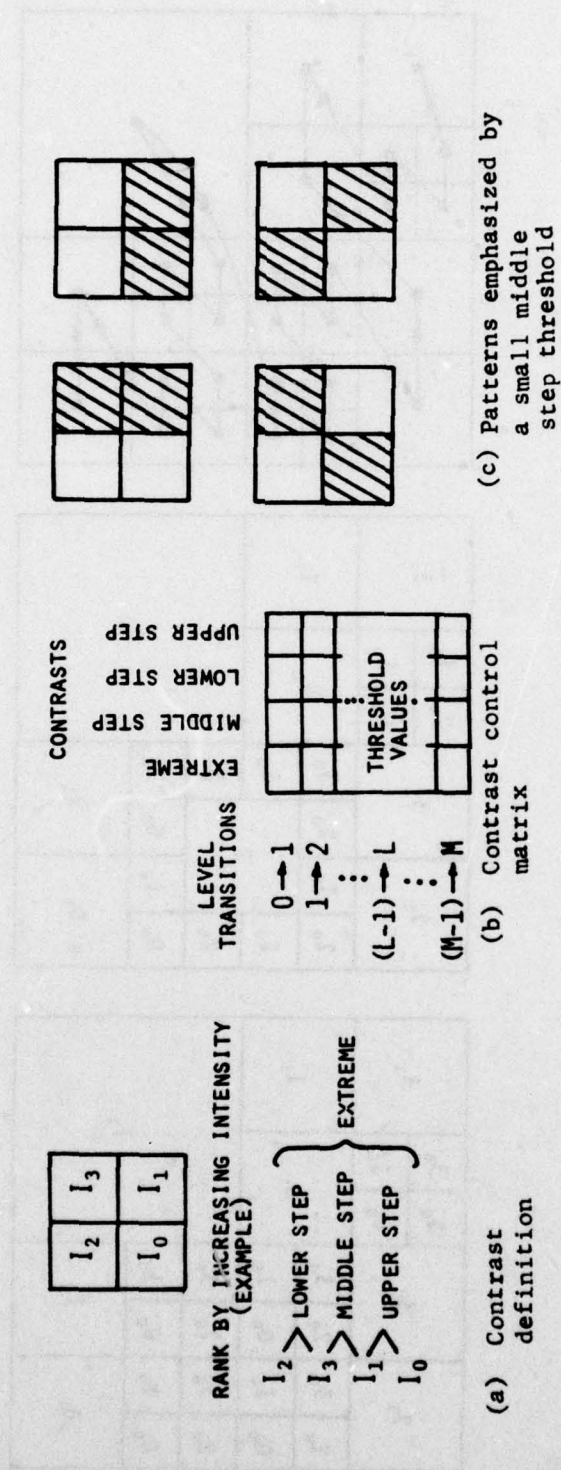 I₂ I₃
I₀ I₁
RANK BY INCREASING INTENSITY
(EXAMPLE)
I₂
> LOWER STEP
I₃
> MIDDLE STEP
I₁
> UPPER STEP
I₀
EXTREME
(a) Contrast
definition
CONTRASTS
EXTREME
MIDDLE STEP
LOWER STEP
UPPER STEP
LEVEL
TRANSITIONS
0→1
1→2
⋮
(L-1)→L
⋮
(M-1)→M
THRESHOLD
VALUES
(b) Contrast control
matrix
(c) Patterns emphasized by
a small middle
step threshold